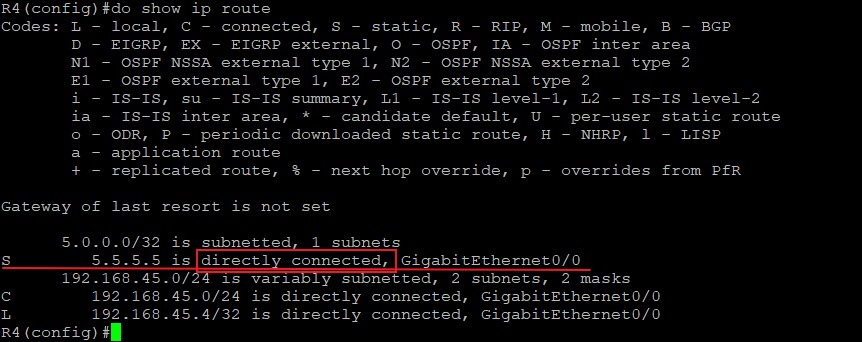 R4(config)#do show ip route
Codes: L - local, C - connected, S - static, R - RIP, M - mobile, B - BGP
       D - EIGRP, EX - EIGRP external, O - OSPF, IA - OSPF inter area
       N1 - OSPF NSSA external type 1, N2 - OSPF NSSA external type 2
       E1 - OSPF external type 1, E2 - OSPF external type 2
       i - IS-IS, su - IS-IS summary, L1 - IS-IS level-1, L2 - IS-IS level-2
       ia - IS-IS inter area, * - candidate default, U - per-user static route
       o - ODR, P - periodic downloaded static route, H - NHRP, l - LISP
       a - application route
       + - replicated route, % - next hop override, p - overrides from PfR
Gateway of last resort is not set
      5.0.0.0/32 is subnetted, 1 subnets
S        5.5.5.5 is directly connected, GigabitEthernet0/0
      192.168.45.0/24 is variably subnetted, 2 subnets, 2 masks
C        192.168.45.0/24 is directly connected, GigabitEthernet0/0
L        192.168.45.4/32 is directly connected, GigabitEthernet0/0
R4(config)#